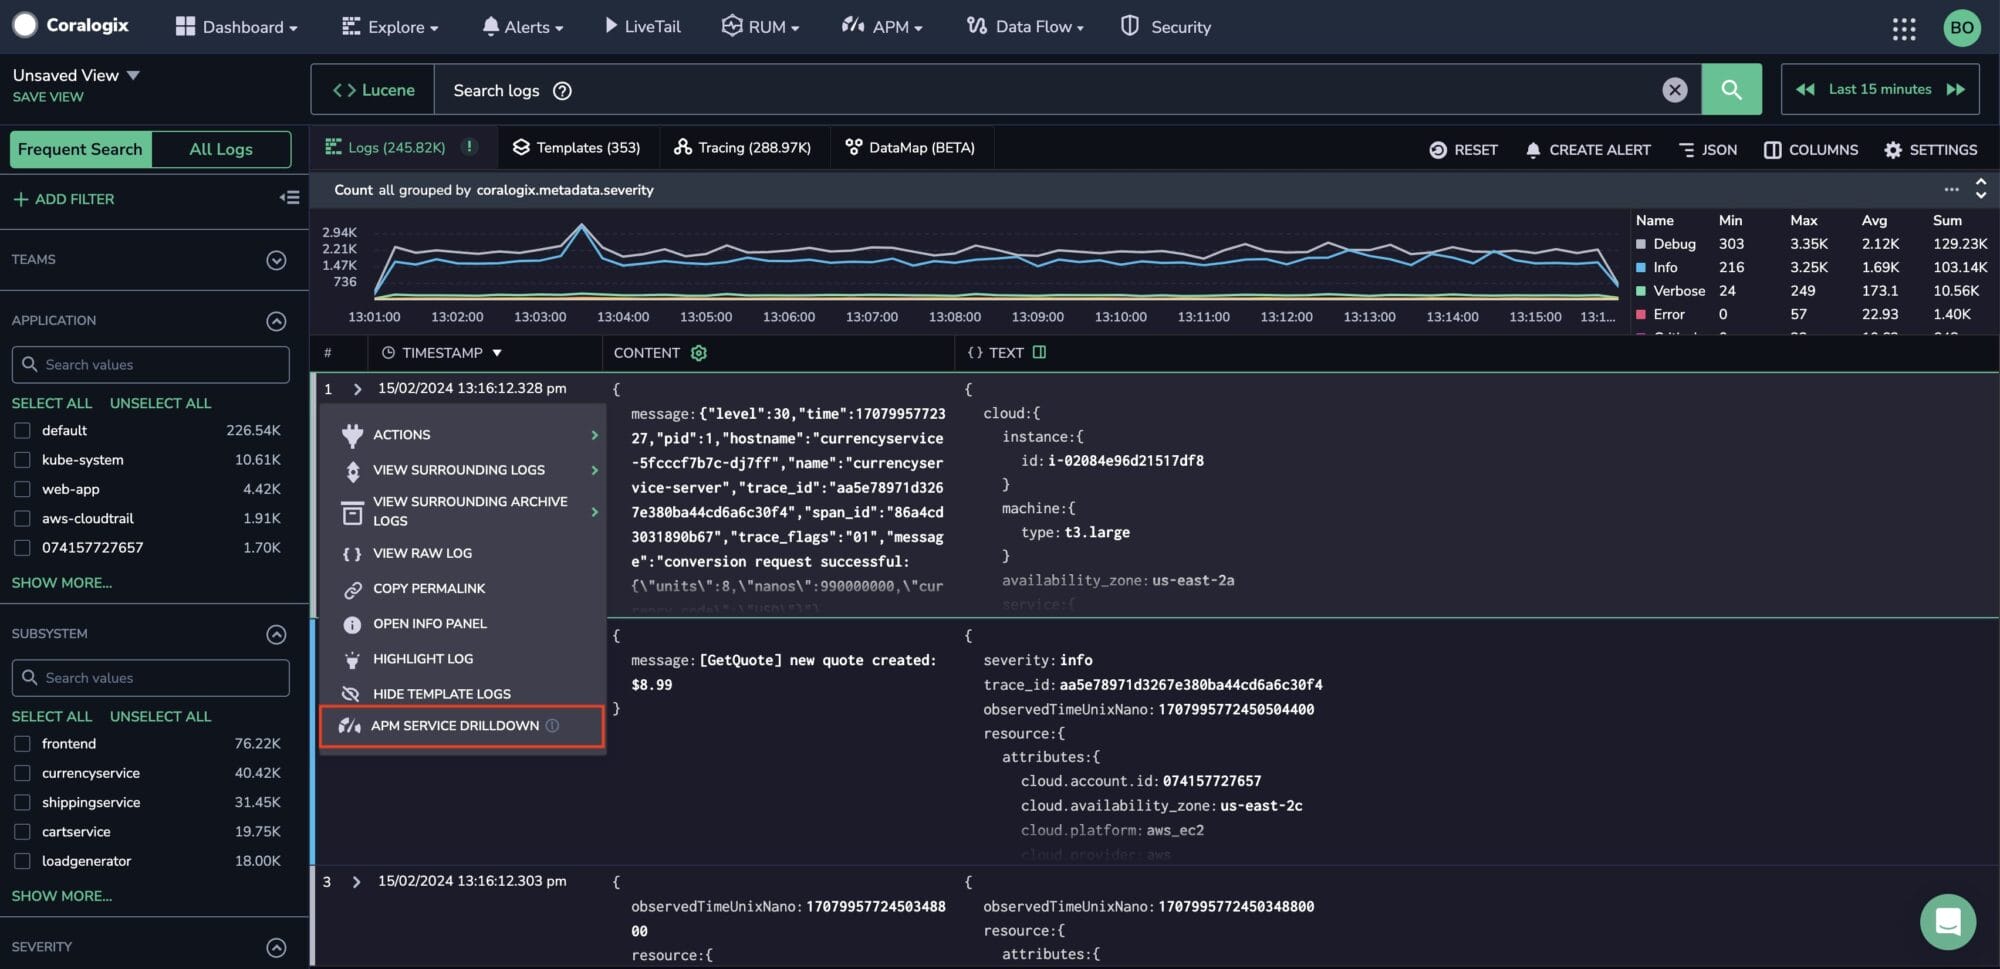 Coralogix Dashboard Explore Alerts LiveTail RUM APM Data Flow Security BO
Unsaved View
SAVE VIEW
<> Lucene Search logs ? Last 15 minutes
Frequent Search All Logs
Logs (245.82K) ! Templates (353) Tracing (288.97K) DataMap (BETA) RESET CREATE ALERT JSON COLUMNS SETTINGS
+ ADD FILTER
Count all grouped by coralogix.metadata.severity ...
2.94K
2.21K
1.47K
736
13:01:00 13:02:00 13:03:00 13:04:00 13:05:00 13:06:00 13:07:00 13:08:00 13:09:00 13:10:00 13:11:00 13:12:00 13:13:00 13:14:00 13:15:00 13:1...
Name Min Max Avg Sum
Debug 303 3.35K 2.12K 129.23K
Info 216 3.25K 1.69K 103.14K
Verbose 24 249 173.1 10.56K
Error 0 57 22.93 1.40K
TEAMS
APPLICATION
Search values
SELECT ALL UNSELECT ALL
default 226.54K
kube-system 10.61K
web-app 4.42K
aws-cloudtrail 1.91K
074157727657 1.70K
SHOW MORE...
SUBSYSTEM
Search values
SELECT ALL UNSELECT ALL
frontend 76.22K
currencyservice 40.42K
shippingservice 31.45K
cartservice 19.75K
loadgenerator 18.00K
SHOW MORE...
SEVERITY
# TIMESTAMP CONTENT {} TEXT
1 > 15/02/2024 13:16:12.328 pm
ACTIONS
VIEW SURROUNDING LOGS
VIEW SURROUNDING ARCHIVE
LOGS
{ } VIEW RAW LOG
COPY PERMALINK
OPEN INFO PANEL
HIGHLIGHT LOG
HIDE TEMPLATE LOGS
APM SERVICE DRILLDOWN
{
message: {"level":30,"time":17079957723
27,"pid":1,"hostname":"currencyservice
-5fcccf7b7c-dj7ff","name":"currencyser
vice-server","trace_id":"aa5e78971d326
7e380ba44cd6a6c30f4","span_id":"86a4cd
3031890b67","trace_flags":"01","messag
e":"conversion request successful:
{\"units\":8,\"nanos\":990000000,\"cur
rency_code\":\"USD\"}"}
{
cloud:{
instance:{
id: i-02084e96d21517df8
}
machine:{
type: t3.large
}
availability_zone: us-east-2a
service:{
{
message: [GetQuote] new quote created:
$8.99
}
{
severity: info
trace_id: aa5e78971d3267e380ba44cd6a6c30f4
observedTimeUnixNano: 1707995772450504400
resource:{
attributes:{
cloud.account.id: 074157727657
cloud.availability_zone: us-east-2c
cloud.platform: aws_ec2
cloud.provider: aws
3 > 15/02/2024 13:16:12.303 pm
{
observedTimeUnixNano: 17079957724503488
00
resource:{
{
observedTimeUnixNano: 1707995772450348800
resource:{
attributes:{